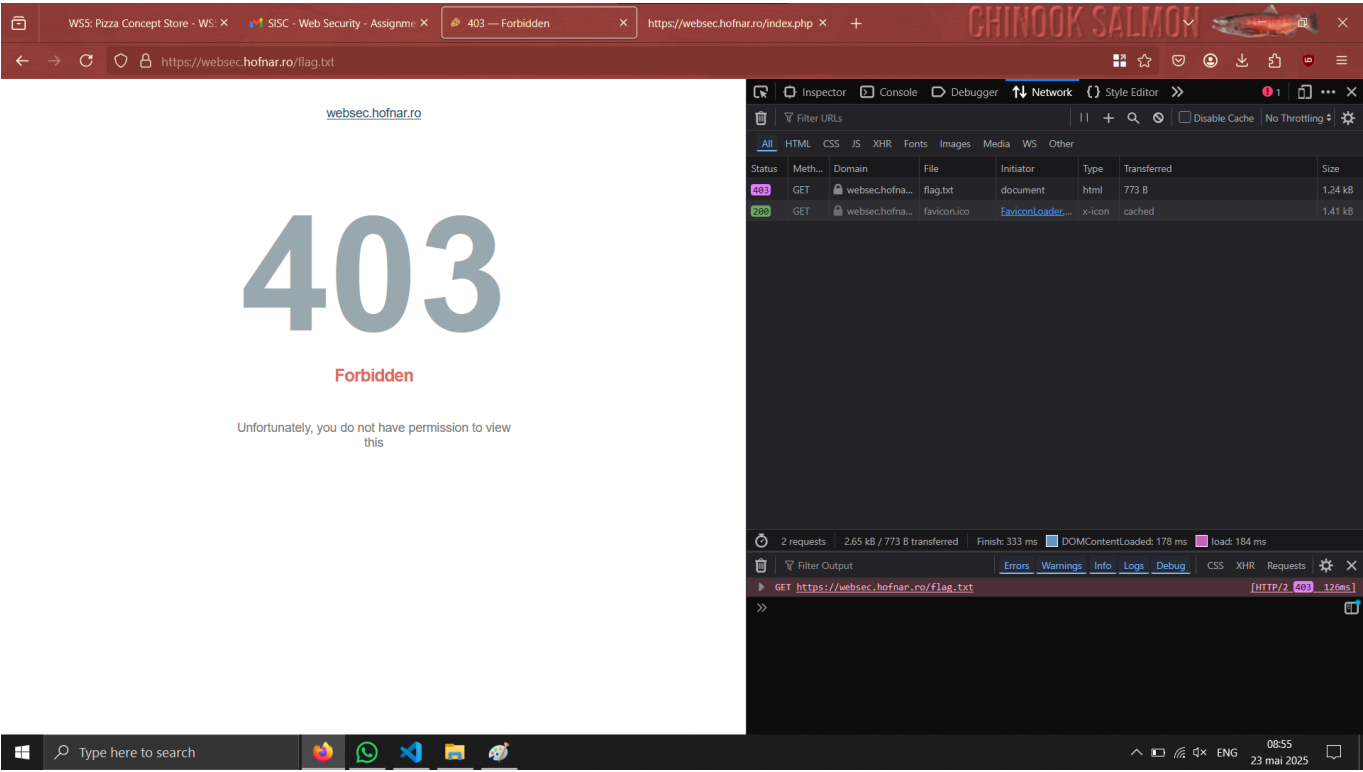 WS5: Pizza Concept Store - WS
SISC - Web Security - Assignme
403 — Forbidden
https://websec.hofnar.ro/index.php
CHINOOK SALMON
https://websec.hofnar.ro/flag.txt
websec.hofnar.ro
403
Forbidden
Unfortunately, you do not have permission to view
this
Inspector Console Debugger Network Style Editor 1
Filter URLs Disable Cache No Throttling
All HTML CSS JS XHR Fonts Images Media WS Other
Status Meth... Domain File Initiator Type Transferred Size
403 GET websec.hofna... flag.txt document html 773 B 1.24 kB
200 GET websec.hofna... favicon.ico FaviconLoader.... x-icon cached 1.41 kB
2 requests 2.65 kB / 773 B transferred Finish: 333 ms DOMContentLoaded: 178 ms load: 184 ms
Filter Output Errors Warnings Info Logs Debug CSS XHR Requests
GET https://websec.hofnar.ro/flag.txt [HTTP/2 403 126ms]
Type here to search
ENG
08:55
23 mai 2025